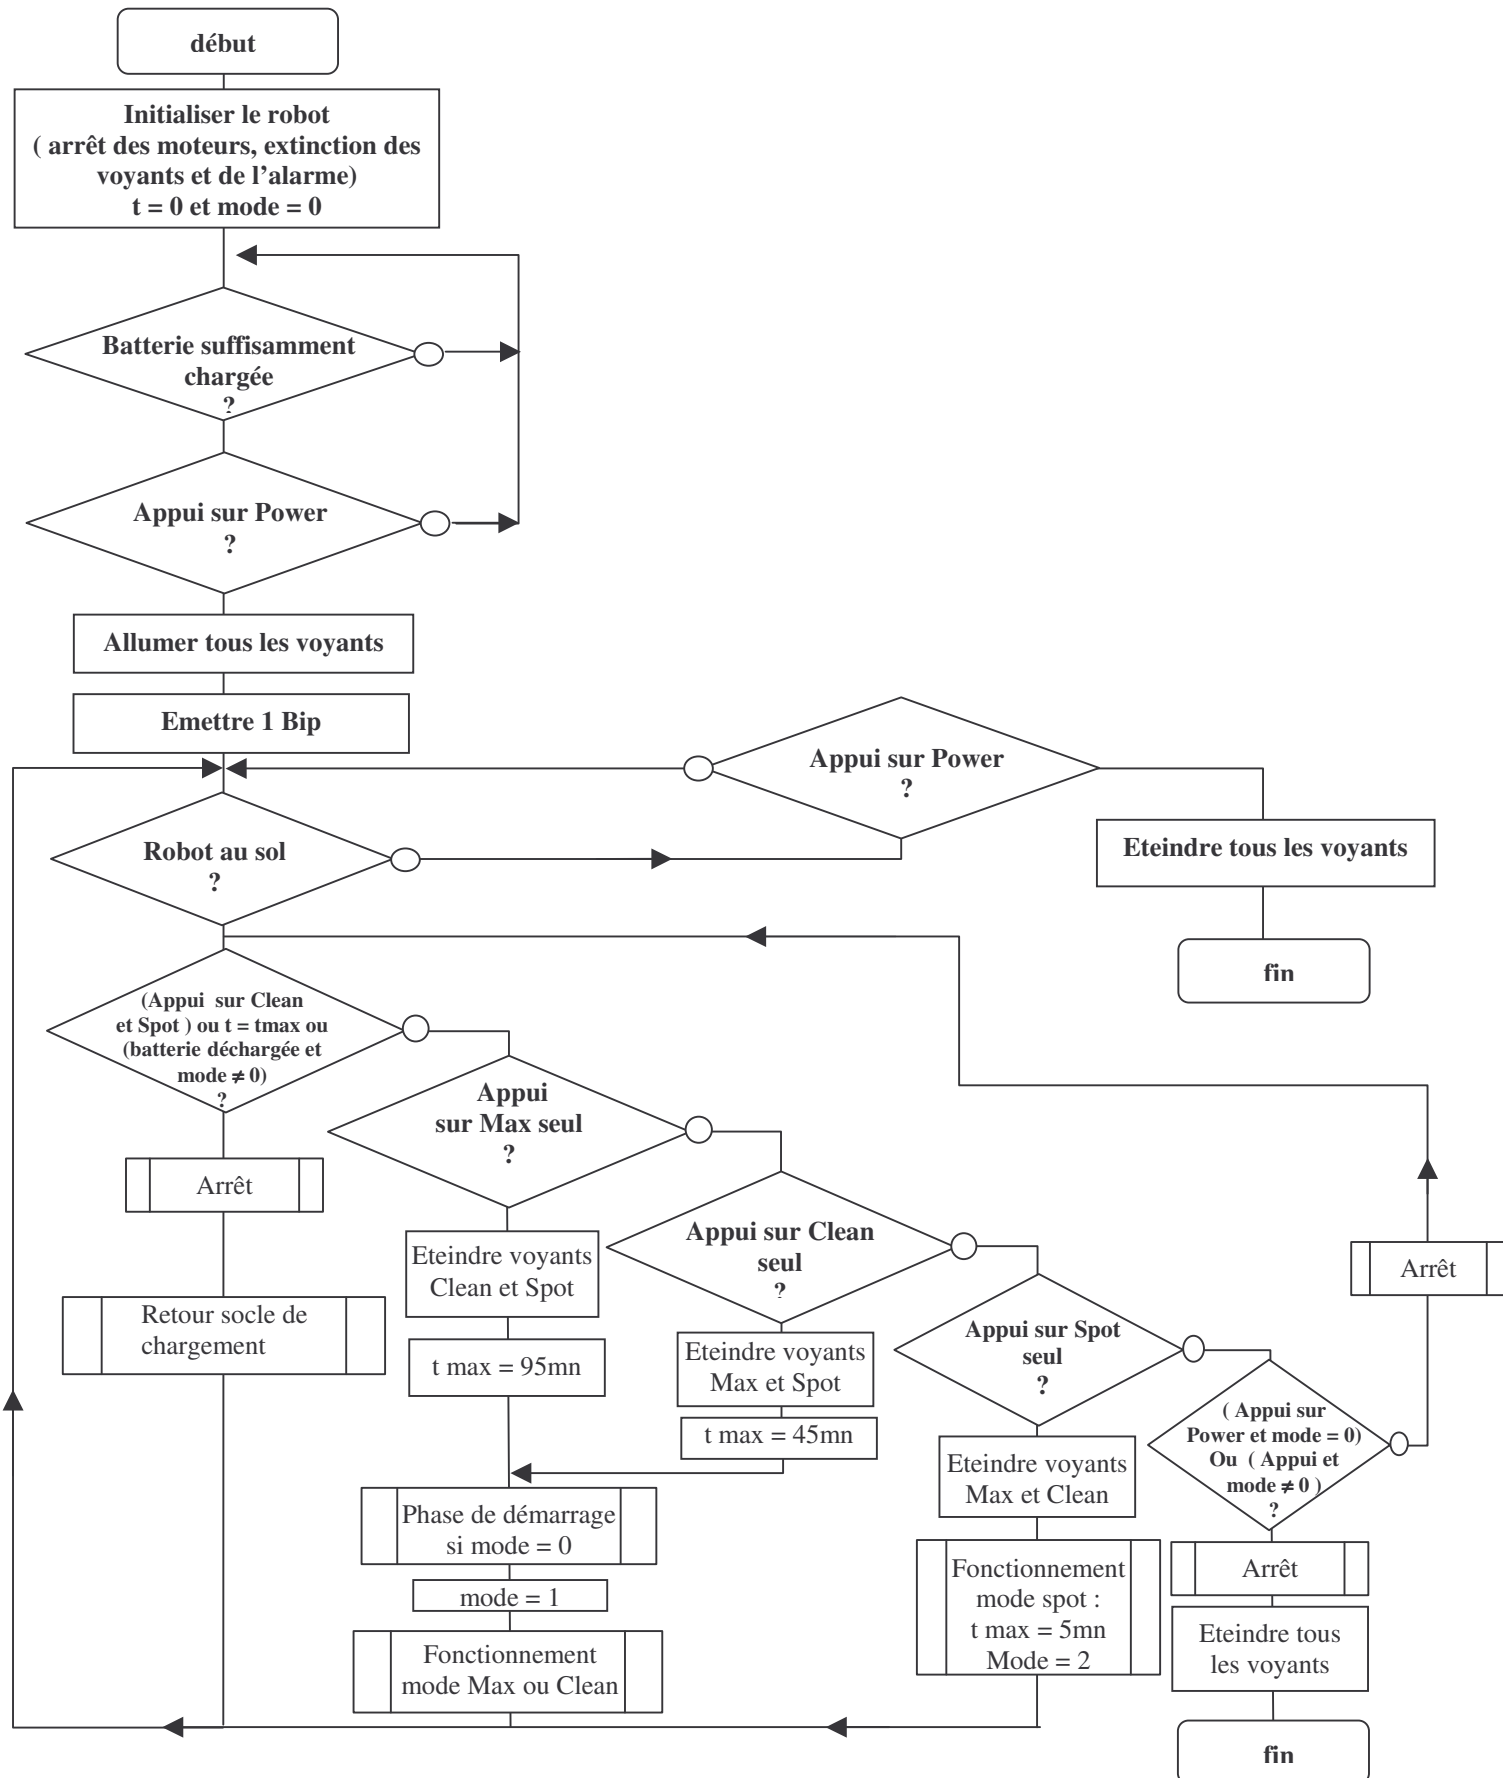 début
Initialiser le robot
( arrêt des moteurs, extinction des
voyants et de l'alarme)
t = 0 et mode = 0
Batterie suffisamment
chargée
?
Appui sur Power
?
Allumer tous les voyants
Emettre 1 Bip
Appui sur Power
?
Robot au sol
?
Eteindre tous les voyants
fin
(Appui sur Clean
et Spot ) ou t = tmax ou
(batterie déchargée et
mode ≠ 0)
?
Appui
sur Max seul
?
Arrêt
Appui sur Clean
seul
?
Eteindre voyants
Clean et Spot
Arrêt
Retour socle de
chargement
t max = 95mn
Eteindre voyants
Max et Spot
Appui sur Spot
seul
?
t max = 45mn
( Appui sur
Power et mode = 0)
Ou ( Appui et
mode ≠ 0 )
?
Eteindre voyants
Max et Clean
Phase de démarrage
si mode = 0
mode = 1
Fonctionnement
mode Max ou Clean
Fonctionnement
mode spot :
t max = 5mn
Mode = 2
Arrêt
Eteindre tous
les voyants
fin